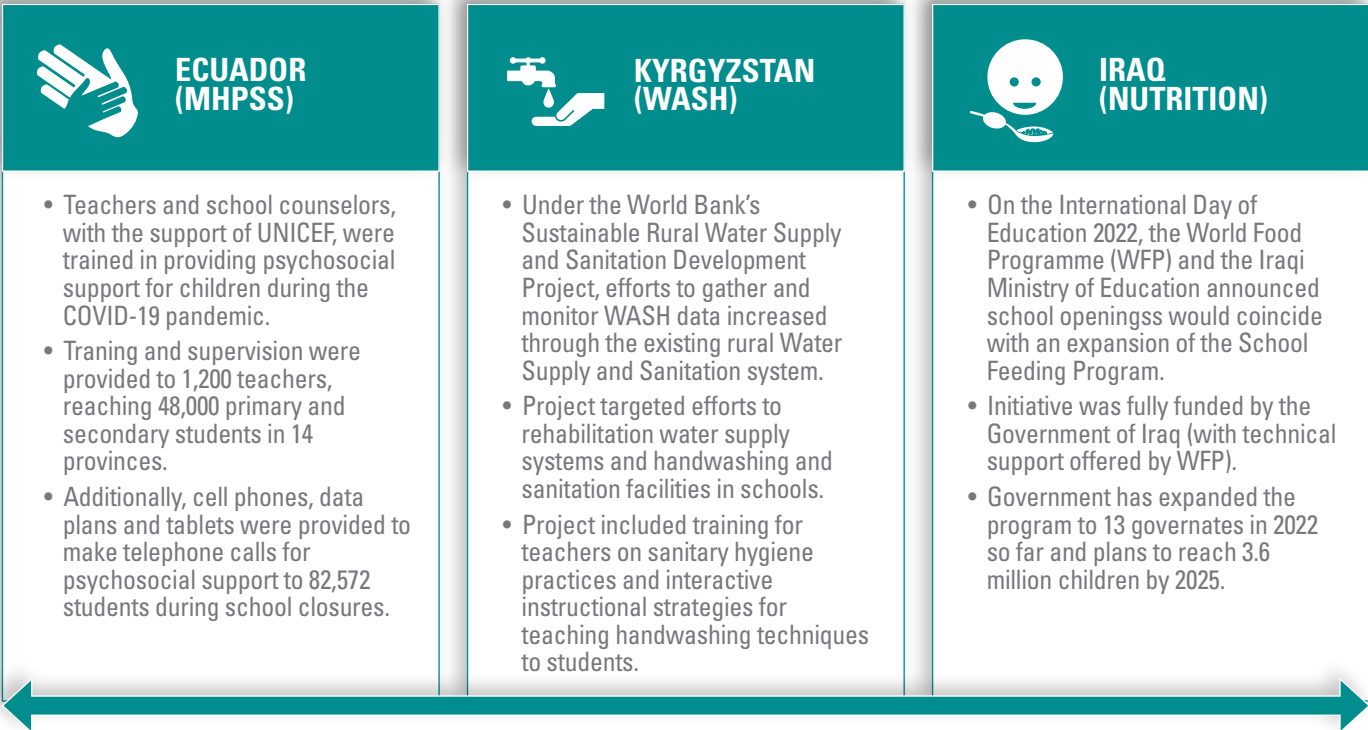 ECUADOR
(MHPSS)
• Teachers and school counselors,
with the support of UNICEF, were
trained in providing psychosocial
support for children during the
COVID-19 pandemic.
• Traning and supervision were
provided to 1,200 teachers,
reaching 48,000 primary and
secondary students in 14
provinces.
• Additionally, cell phones, data
plans and tablets were provided to
make telephone calls for
psychosocial support to 82,572
students during school closures.
KYRGYZSTAN
(WASH)
• Under the World Bank’s
Sustainable Rural Water Supply
and Sanitation Development
Project, efforts to gather and
monitor WASH data increased
through the existing rural Water
Supply and Sanitation system.
• Project targeted efforts to
rehabilitation water supply
systems and handwashing and
sanitation facilities in schools.
• Project included training for
teachers on sanitary hygiene
practices and interactive
instructional strategies for
teaching handwashing techniques
to students.
IRAQ
(NUTRITION)
• On the International Day of
Education 2022, the World Food
Programme (WFP) and the Iraqi
Ministry of Education announced
school openingss would coincide
with an expansion of the School
Feeding Program.
• Initiative was fully funded by the
Government of Iraq (with technical
support offered by WFP).
• Government has expanded the
program to 13 governates in 2022
so far and plans to reach 3.6
million children by 2025.